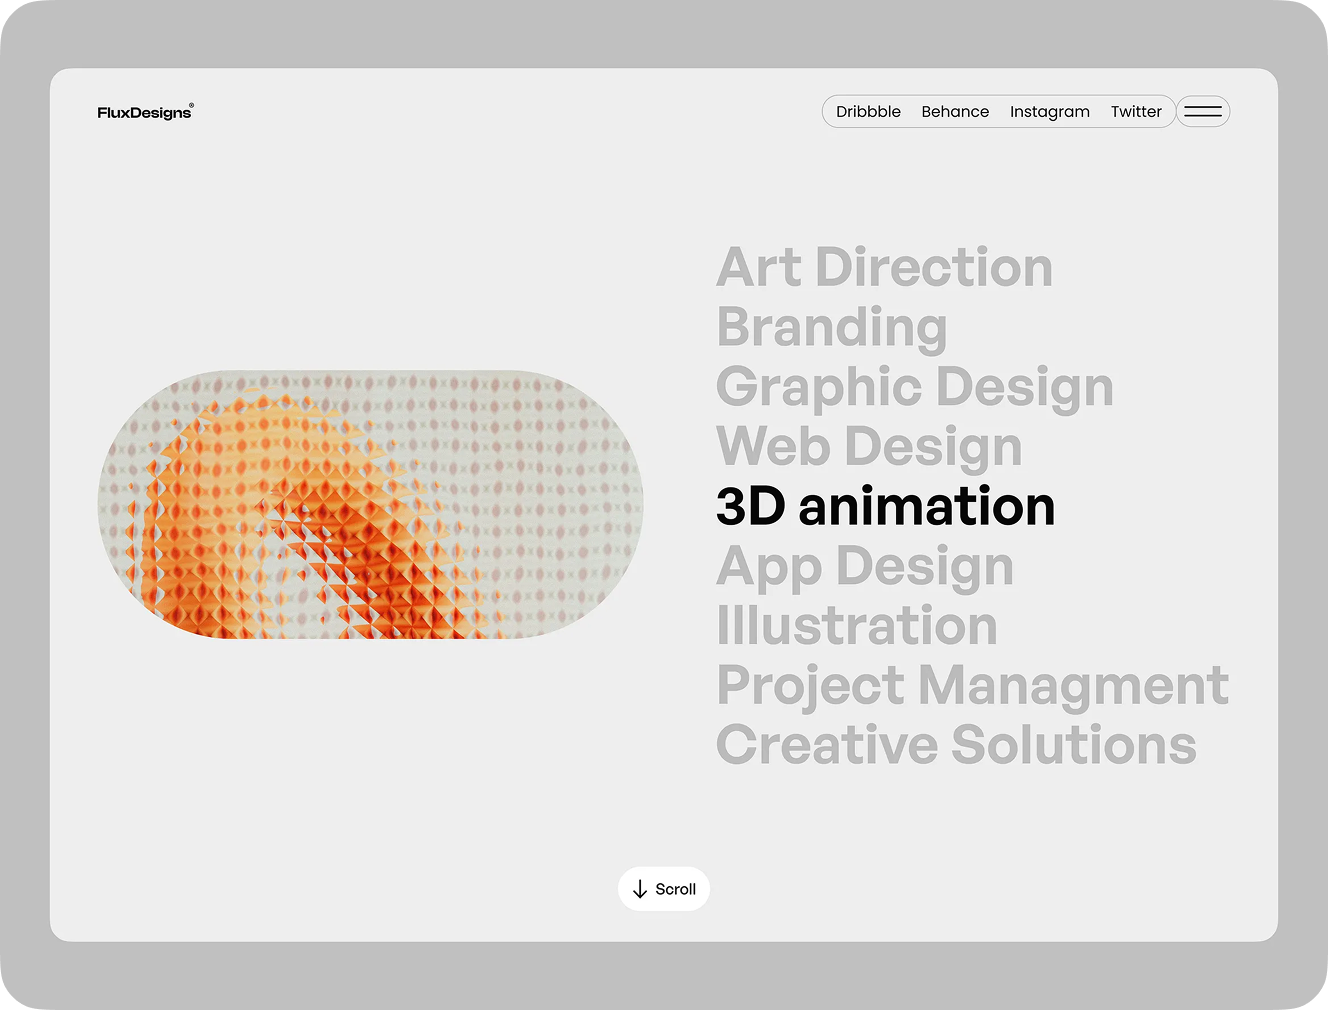 FluxDesigns®
Dribbble Behance Instagram Twitter
Art Direction
Branding
Graphic Design
Web Design
3D animation
App Design
Illustration
Project Managment
Creative Solutions
Scroll